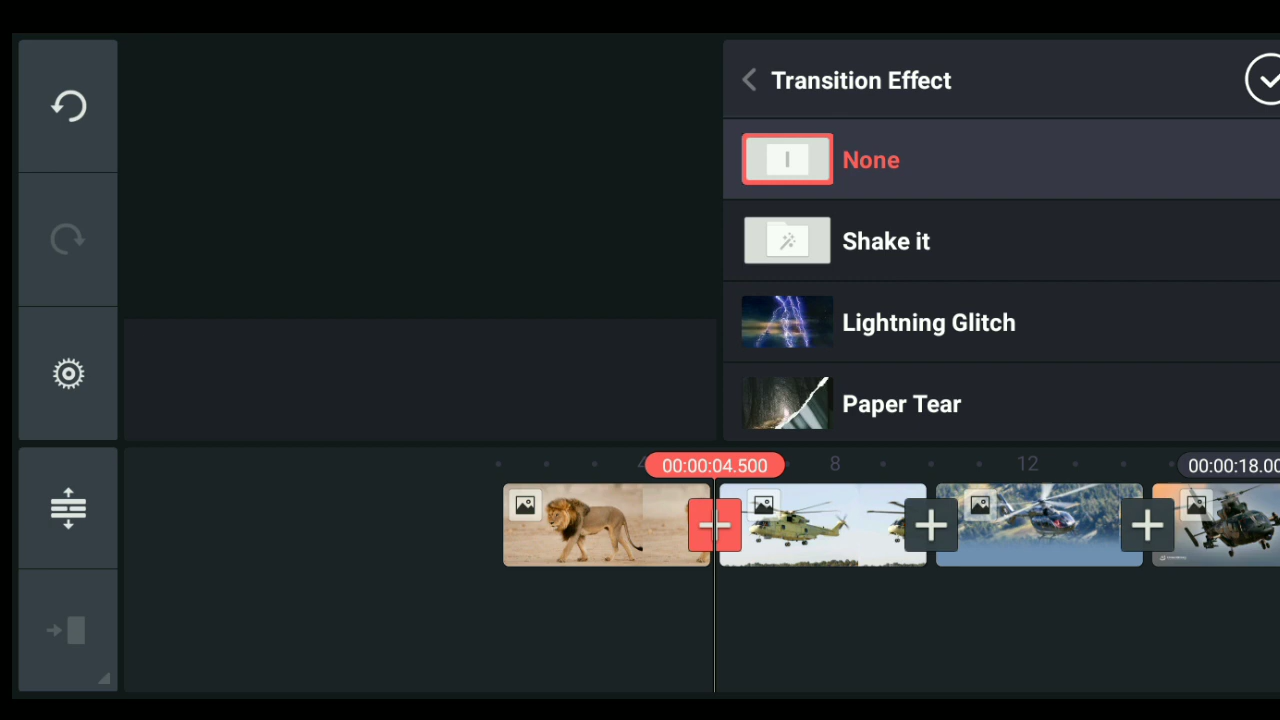 Transition Effect
None
Shake it
Lightning Glitch
Paper Tear
00:00:04.500
8
12
00:00:18.00